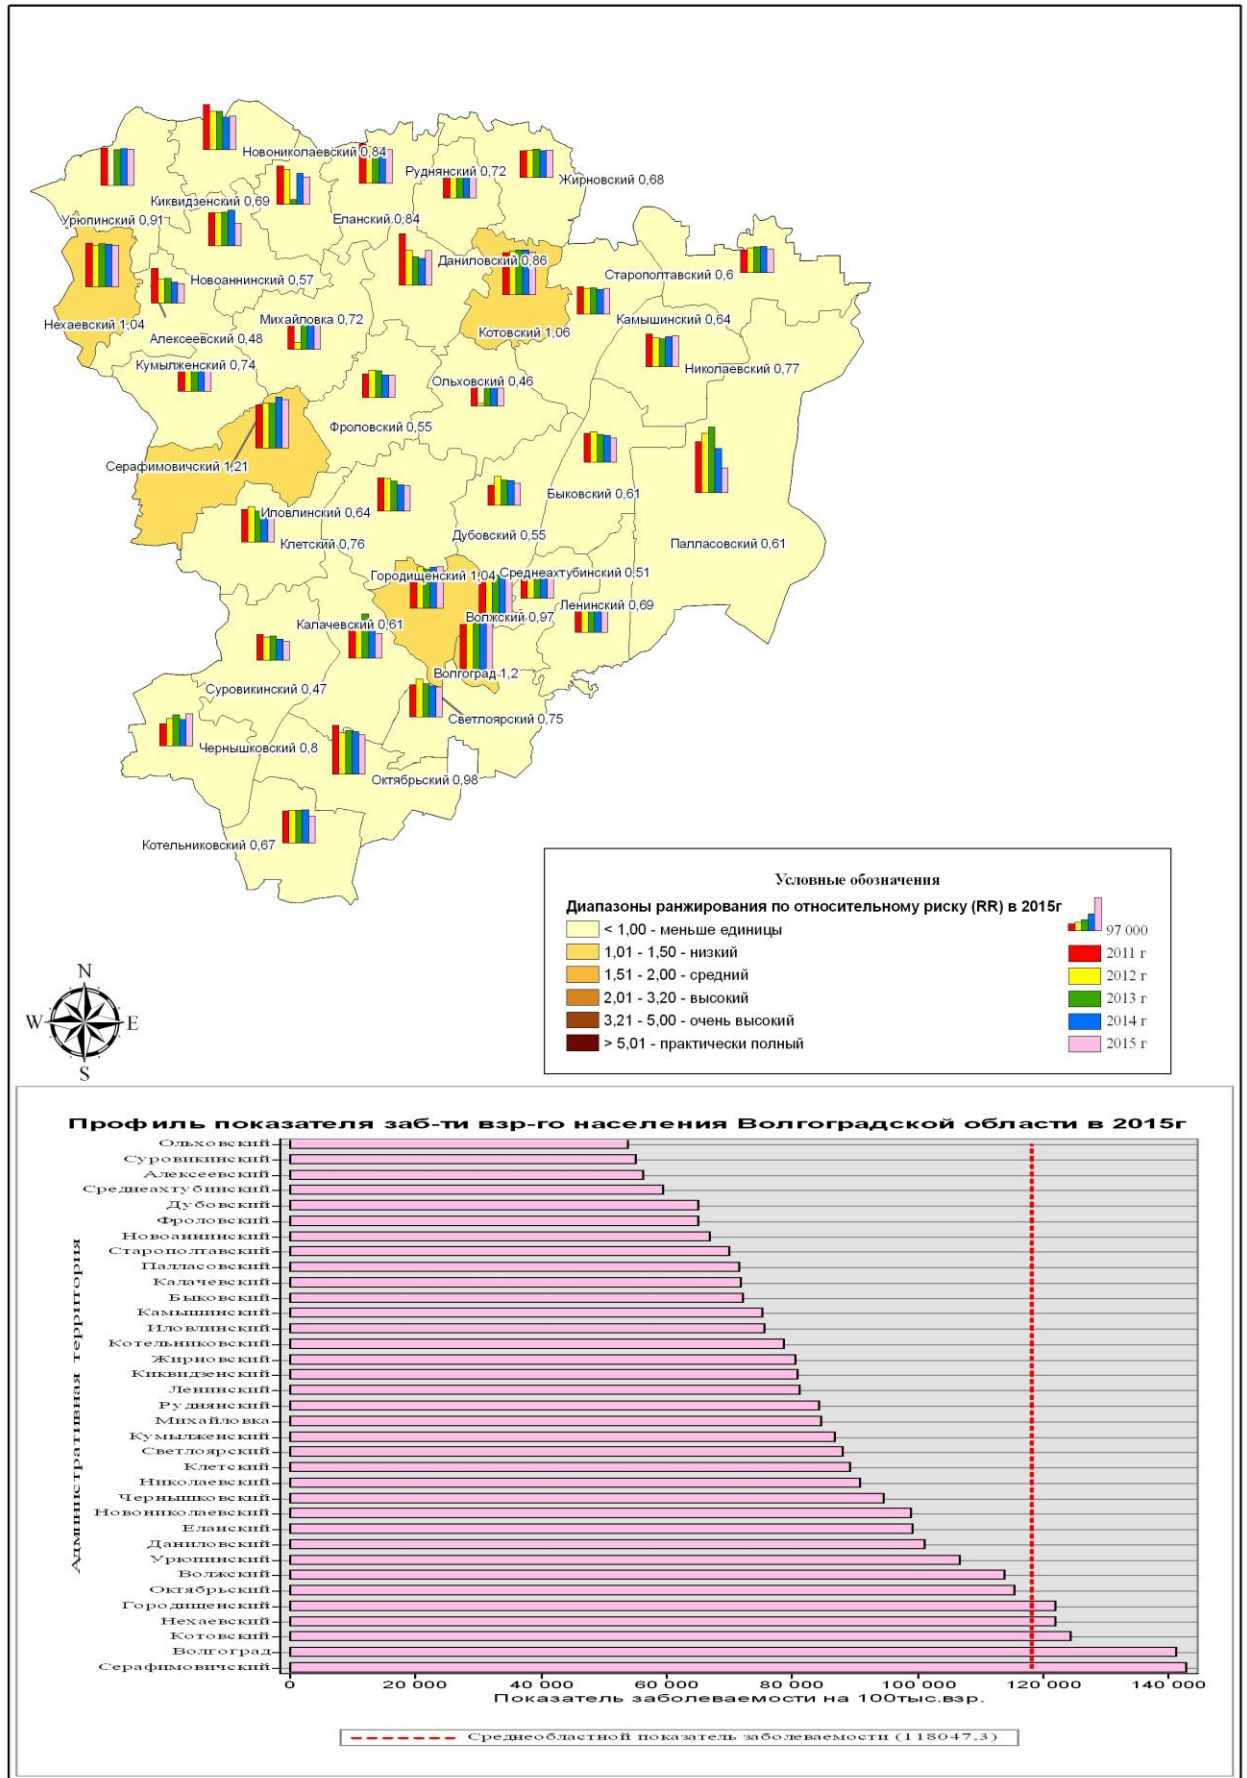 Новониколаевский 0,84
Руднянский 0,72
Жирновский 0,68
Киквидзенский 0,69
Урюпинский 0,91
Еланский 0,84
Даниловский 0,86
Старополтавский 0,6
Новоаннинский 0,57
Нехаевский 1,04
Михайловка 0,72
Алексеевский 0,48
Котовский 1,06
Камышинский 0,64
Кумылженский 0,74
Николаевский 0,77
Ольховский 0,46
Фроловский 0,55
Серафимовичский 1,21
Быковский 0,61
Иловлинский 0,64
Клетский 0,76
Дубовский 0,55
Палласовский 0,61
Городищенский 1,04
Среднеахтубинский 0,51
Ленинский 0,69
Калачевский 0,61
Волжский 0,97
Волгоград 1,2
Суровикинский 0,47
Светлоярский 0,75
Чернышковский 0,8
Октябрьский 0,98
Котельниковский 0,67
Условные обозначения
Диапазоны ранжирования по относительному риску (RR) в 2015г
< 1,00 - меньше единицы
1,01 - 1,50 - низкий
1,51 - 2,00 - средний
2,01 - 3,20 - высокий
3,21 - 5,00 - очень высокий
> 5,01 - практически полный
97 000
2011 г
2012 г
2013 г
2014 г
2015 г
N
W
E
S
Профиль показателя заб-ти взр-го населения Волгоградской области в 2015г
Административная территория
Ольховский
Суровикинский
Алексеевский
Среднеахтубинский
Дубовский
Фроловский
Новоаннинский
Старополтавский
Палласовский
Калачевский
Быковский
Камышинский
Иловлинский
Котельниковский
Жирновский
Киквидзенский
Ленинский
Руднянский
Михайловка
Кумылженский
Светлоярский
Клетский
Николаевский
Чернышковский
Новониколаевский
Еланский
Даниловский
Урюпинский
Волжский
Октябрьский
Городищенский
Нехаевский
Котовский
Волгоград
Серафимовичский
0 20 000 40 000 60 000 80 000 100 000 120 000 140 000
Показатель заболеваемости на 100тыс.взр.
Среднеобластной показатель заболеваемости (118047,3)